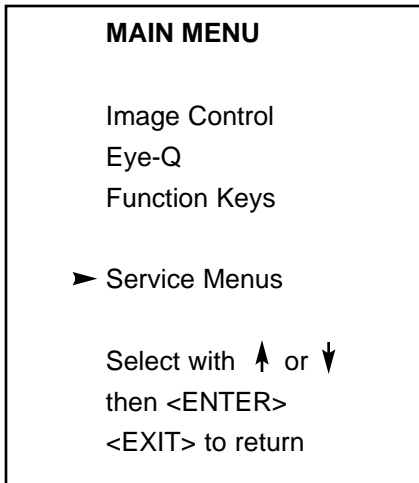 MAIN MENU
Image Control
Eye-Q
Function Keys
Service Menus
Select with ↑ or ↓
then <ENTER>
<EXIT> to return